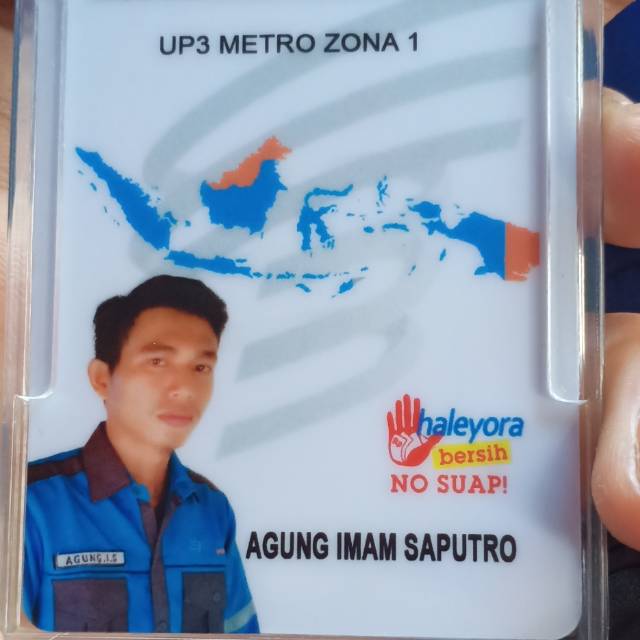 UP3 METRO ZONA 1
haleyora
bersih
NO SUAP!
AGUNG IMAM SAPUTRO
AGUNG.I.S